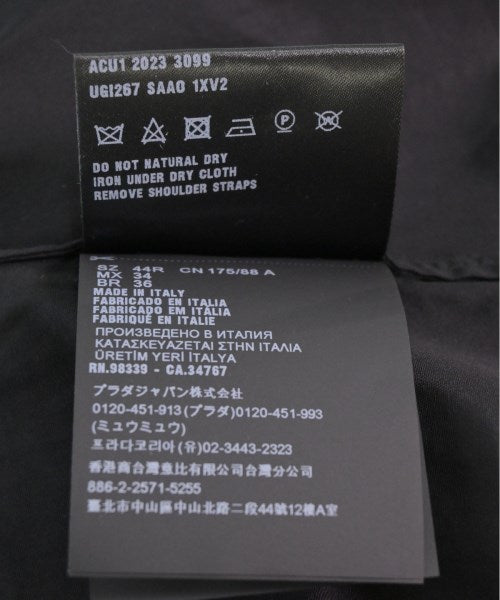 ACU1 2023 3099
UGI267 SAAO 1XV2
P
DO NOT NATURAL DRY
IRON UNDER DRY CLOTH
REMOVE SHOULDER STRAPS
SZ 44R CN 175/88 A
MX 34
BR 36
MADE IN ITALY
FABRICADO EN ITALIA
FABRICADO EM ITÁLIA
FABRIQUÉ EN ITALIE
ПРОИЗВЕДЕНО В ИТАЛИЯ
ΚΑΤΑΣΚΕΥΑΖΕΤΑΙ ΣΤΗΝ ΙΤΑΛΙΑ
ÜRETİM YERİ İTALYA
RN.98339 - CA.34767
プラダジャパン株式会社
0120-451-913(プラダ)0120-451-993
(ミュウミュウ)
프라다코리아(유)02-3443-2323
香港商台灣意比有限公司台灣分公司
886-2-2571-5255
臺北市中山區中山北路二段44號12樓A室